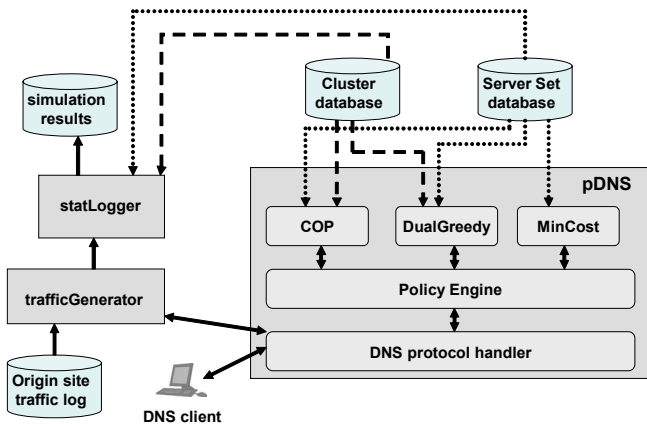 simulation
results
Cluster
database
Server Set
database
pDNS
statLogger
COP
DualGreedy
MinCost
trafficGenerator
Policy Engine
DNS protocol handler
Origin site
traffic log
DNS client